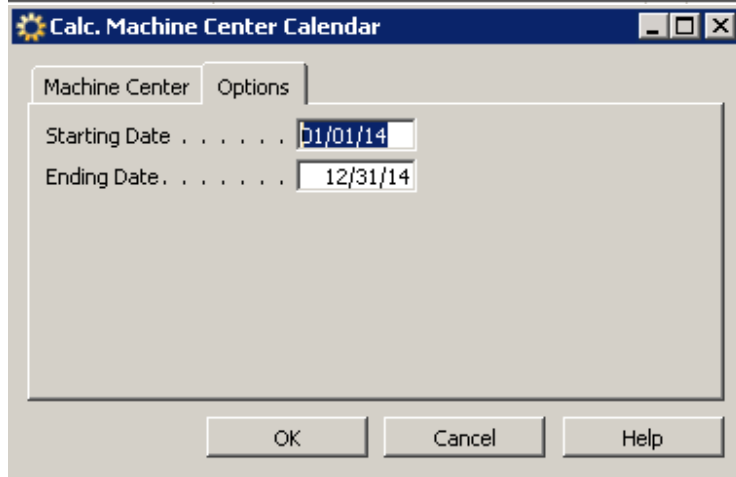 Calc. Machine Center Calendar
Machine Center Options
Starting Date . . . . . . 01/01/14
Ending Date. . . . . . . 12/31/14
OK Cancel Help